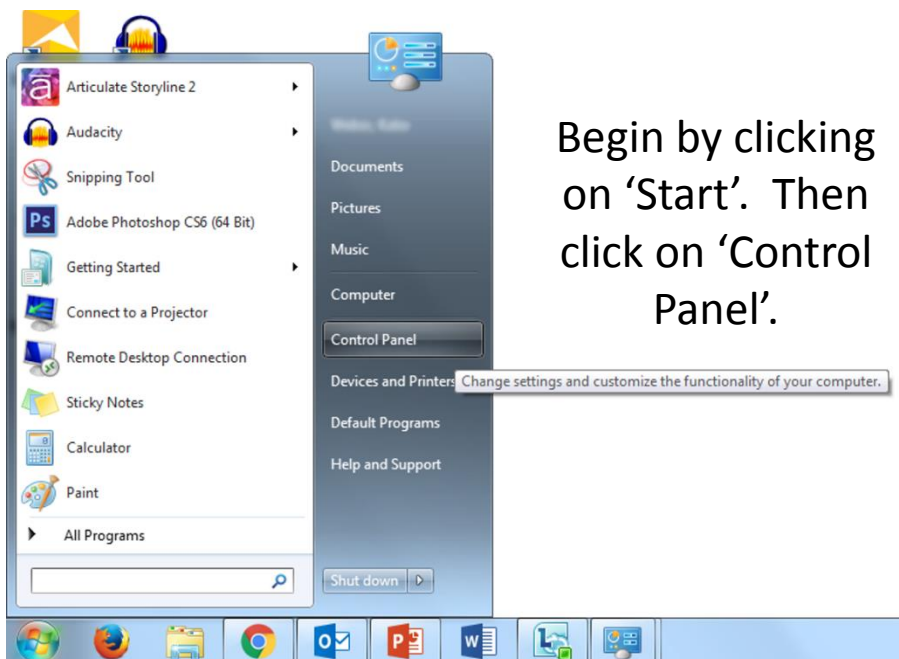 Articulate Storyline 2
Audacity
Snipping Tool
Ps Adobe Photoshop CS6 (64 Bit)
Getting Started
Connect to a Projector
Remote Desktop Connection
Sticky Notes
Calculator
Paint
All Programs
Documents
Pictures
Music
Computer
Control Panel
Devices and Printers
Change settings and customize the functionality of your computer.
Default Programs
Help and Support
Shut down
Begin by clicking
on ‘Start’. Then
click on ‘Control
Panel’.